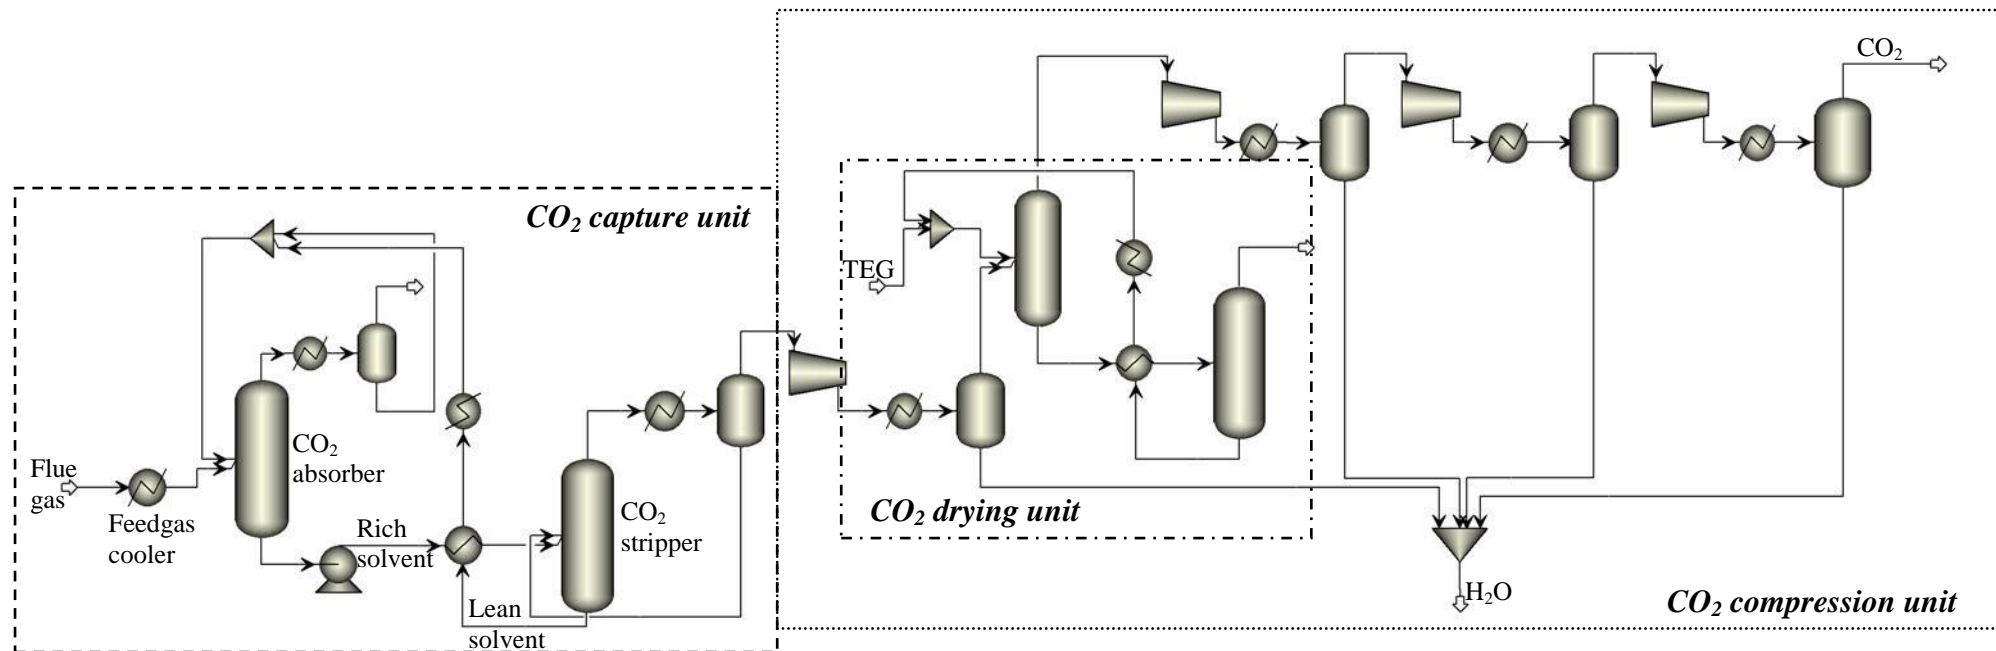 CO₂
CO₂ capture unit
TEG
CO₂
absorber
Flue
gas
Feedgas
cooler
Rich
solvent
CO₂
stripper
Lean
solvent
CO₂ drying unit
H₂O
CO₂ compression unit